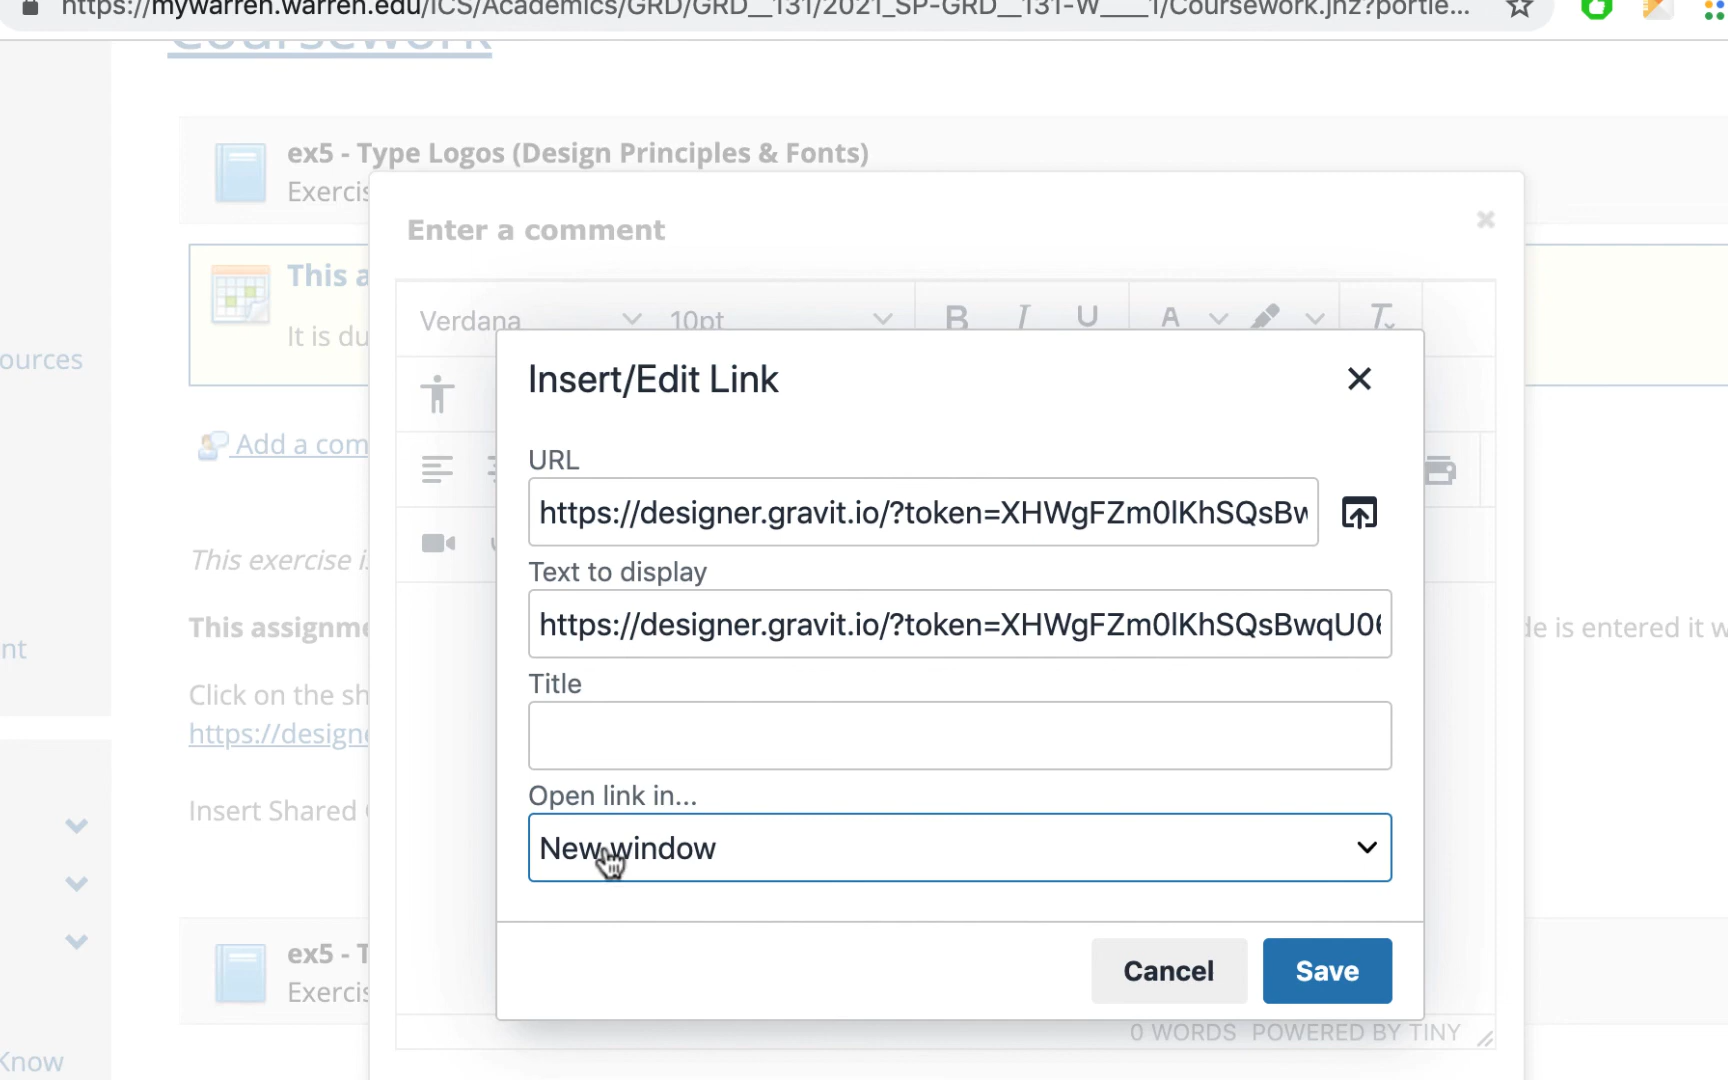 https://mywarren.warren.edu/ICS/Academics/GRD/GRD__131/2021_SP-GRD__131-W____1/Coursework.jnz?portle...
Coursework
ex5 - Type Logos (Design Principles & Fonts)
Exercis
Enter a comment
This a
It is du
Verdana
10pt
B I U A
ources
Insert/Edit Link
Add a com
URL
https://designer.gravit.io/?token=XHWgFZm0lKhSQsBw
This exercise i
Text to display
https://designer.gravit.io/?token=XHWgFZm0lKhSQsBwqU06
This assignme
de is entered it w
nt
Title
Click on the sh
https://designe
Open link in...
Insert Shared
New window
ex5 - T
Exercis
Cancel
Save
0 WORDS POWERED BY TINY
Know